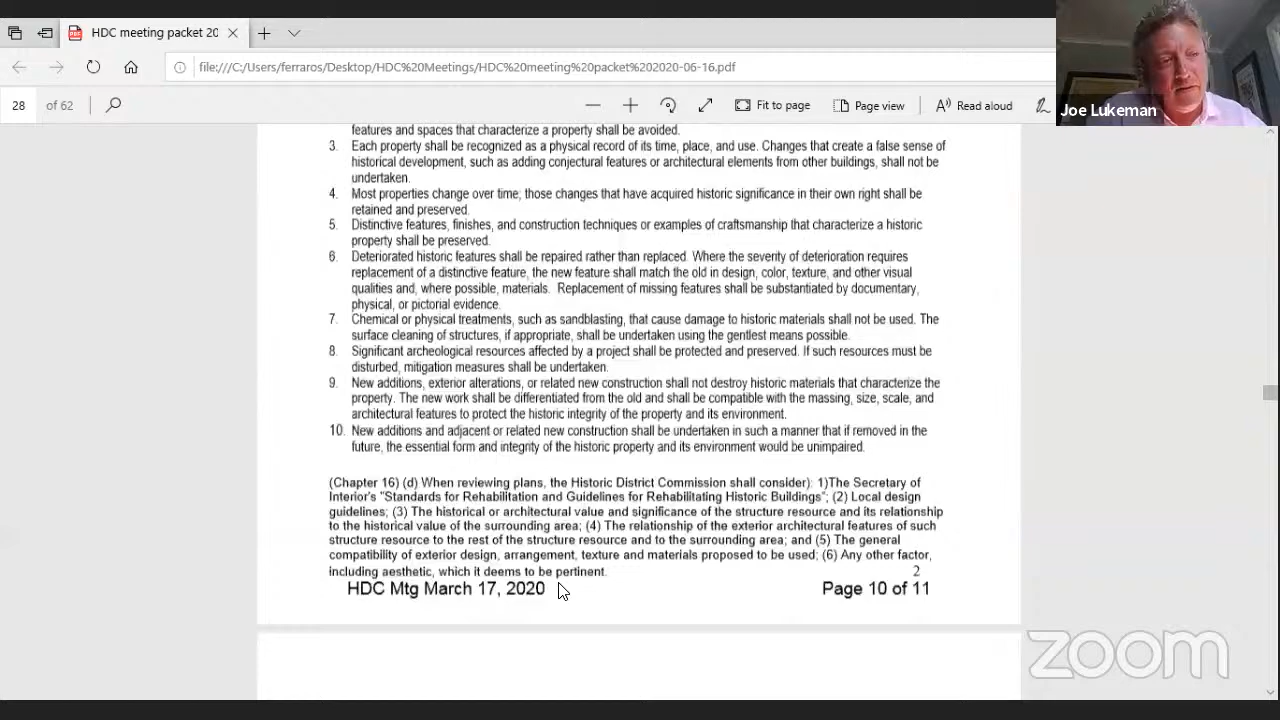 HDC meeting packet 20
file:///C:/Users/ferraros/Desktop/HDC%20Meetings/HDC%20meeting%20packet%202020-06-16.pdf
28 of 62 Fit to page Page view Read aloud
Joe Lukeman
features and spaces that characterize a property shall be avoided.
3. Each property shall be recognized as a physical record of its time, place, and use. Changes that create a false sense of
historical development, such as adding conjectural features or architectural elements from other buildings, shall not be
undertaken.
4. Most properties change over time; those changes that have acquired historic significance in their own right shall be
retained and preserved.
5. Distinctive features, finishes, and construction techniques or examples of craftsmanship that characterize a historic
property shall be preserved.
6. Deteriorated historic features shall be repaired rather than replaced. Where the severity of deterioration requires
replacement of a distinctive feature, the new feature shall match the old in design, color, texture, and other visual
qualities and, where possible, materials. Replacement of missing features shall be substantiated by documentary,
physical, or pictorial evidence.
7. Chemical or physical treatments, such as sandblasting, that cause damage to historic materials shall not be used. The
surface cleaning of structures, if appropriate, shall be undertaken using the gentlest means possible.
8. Significant archeological resources affected by a project shall be protected and preserved. If such resources must be
disturbed, mitigation measures shall be undertaken.
9. New additions, exterior alterations, or related new construction shall not destroy historic materials that characterize the
property. The new work shall be differentiated from the old and shall be compatible with the massing, size, scale, and
architectural features to protect the historic integrity of the property and its environment.
10. New additions and adjacent or related new construction shall be undertaken in such a manner that if removed in the
future, the essential form and integrity of the historic property and its environment would be unimpaired.
(Chapter 16) (d) When reviewing plans, the Historic District Commission shall consider): 1)The Secretary of
Interior's "Standards for Rehabilitation and Guidelines for Rehabilitating Historic Buildings"; (2) Local design
guidelines; (3) The historical or architectural value and significance of the structure resource and its relationship
to the historical value of the surrounding area; (4) The relationship of the exterior architectural features of such
structure resource to the rest of the structure resource and to the surrounding area; and (5) The general
compatibility of exterior design, arrangement, texture and materials proposed to be used; (6) Any other factor,
including aesthetic, which it deems to be pertinent.
2
HDC Mtg March 17, 2020 Page 10 of 11
zoom